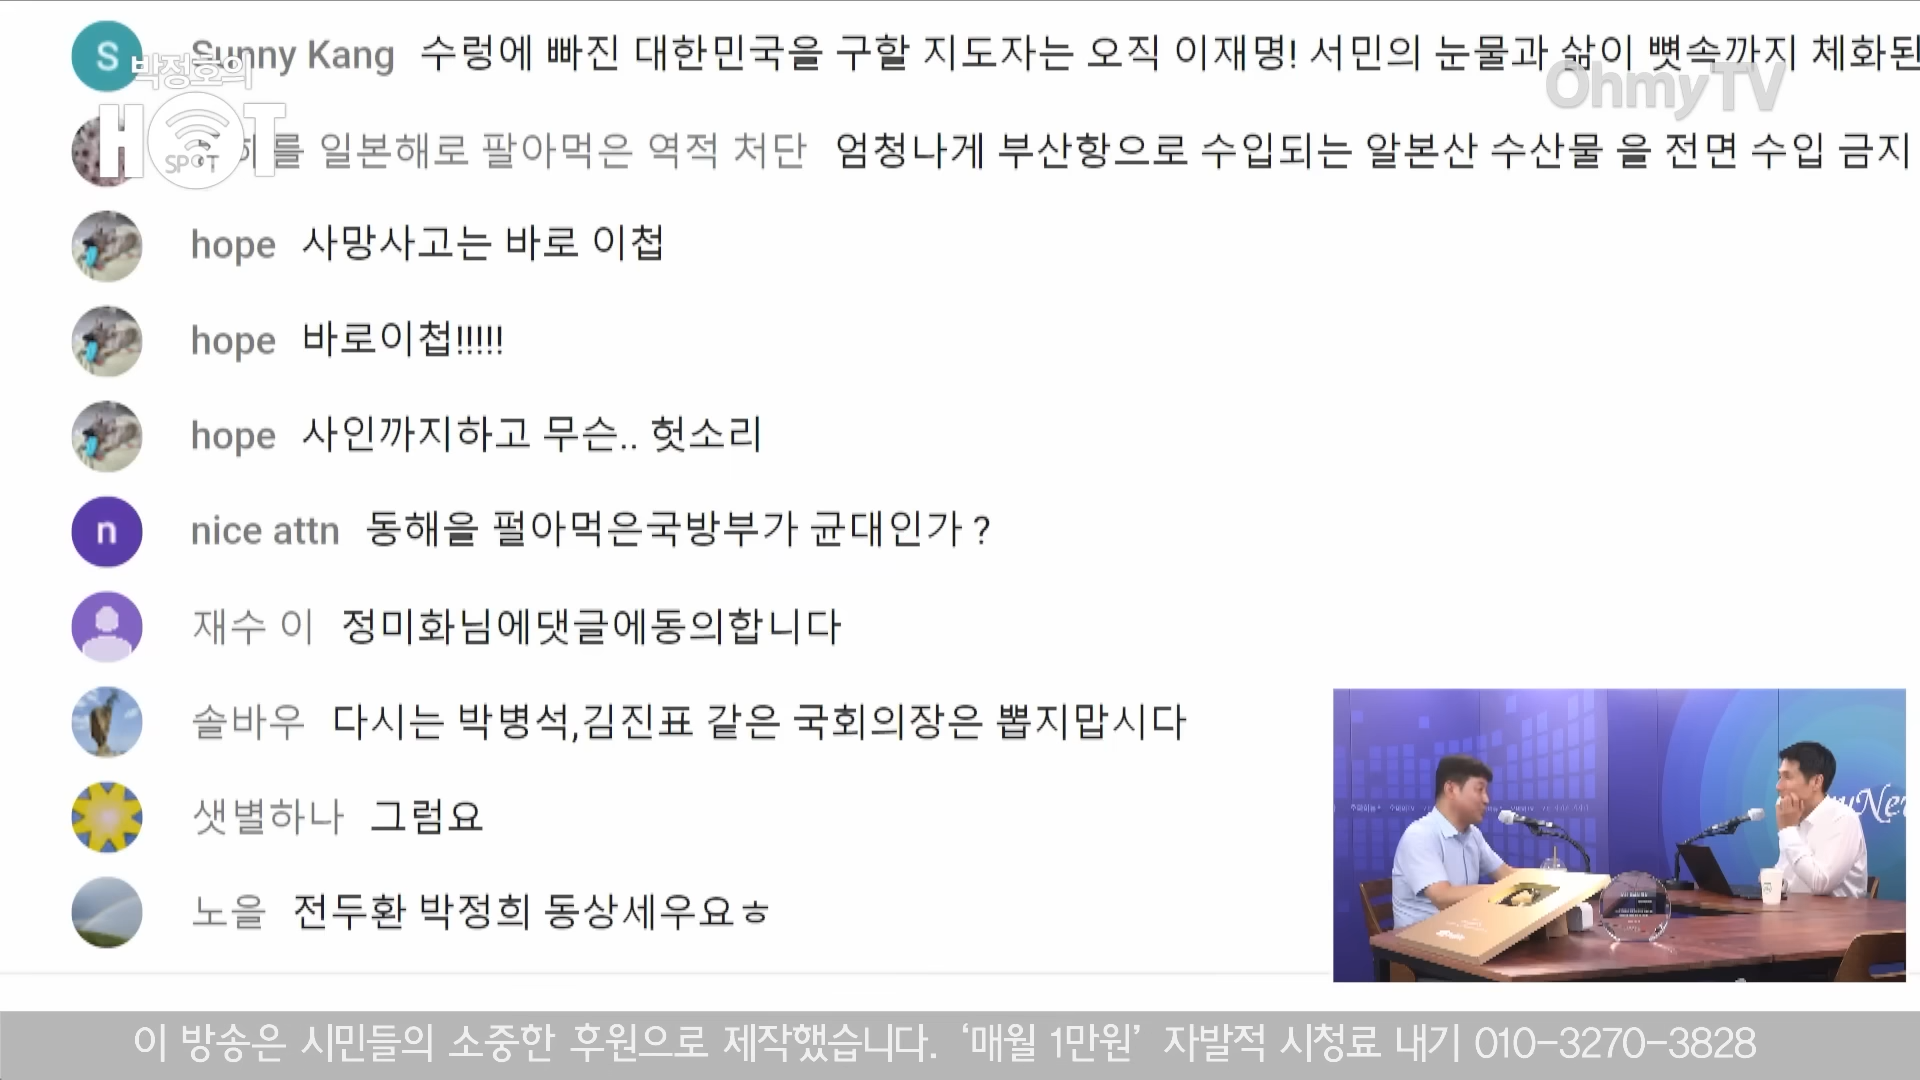 S Sunny Kang 수렁에 빠진 대한민국을 구할 지도자는 오직 이재명! 서민의 눈물과 삶이 뼛속까지 체화된
박정호의
OhmyTV
HOT
SPOT
를 일본해로 팔아먹은 역적 처단 엄청나게 부산항으로 수입되는 알본산 수산물 을 전면 수입 금지
hope 사망사고는 바로 이첩
hope 바로이첩!!!!!
hope 사인까지하고 무슨.. 헛소리
n nice attn 동해을 펄아먹은국방부가 균대인가 ?
재수 이 정미화님에댓글에동의합니다
솔바우 다시는 박병석,김진표 같은 국회의장은 뽑지맙시다
샛별하나 그럼요
노을 전두환 박정희 동상세우요ㅎ
이 방송은 시민들의 소중한 후원으로 제작했습니다. ‘매월 1만원’ 자발적 시청료 내기 010-3270-3828